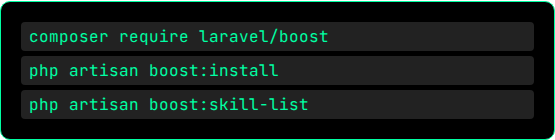 composer require laravel/boost
php artisan boost:install
php artisan boost:skill-list